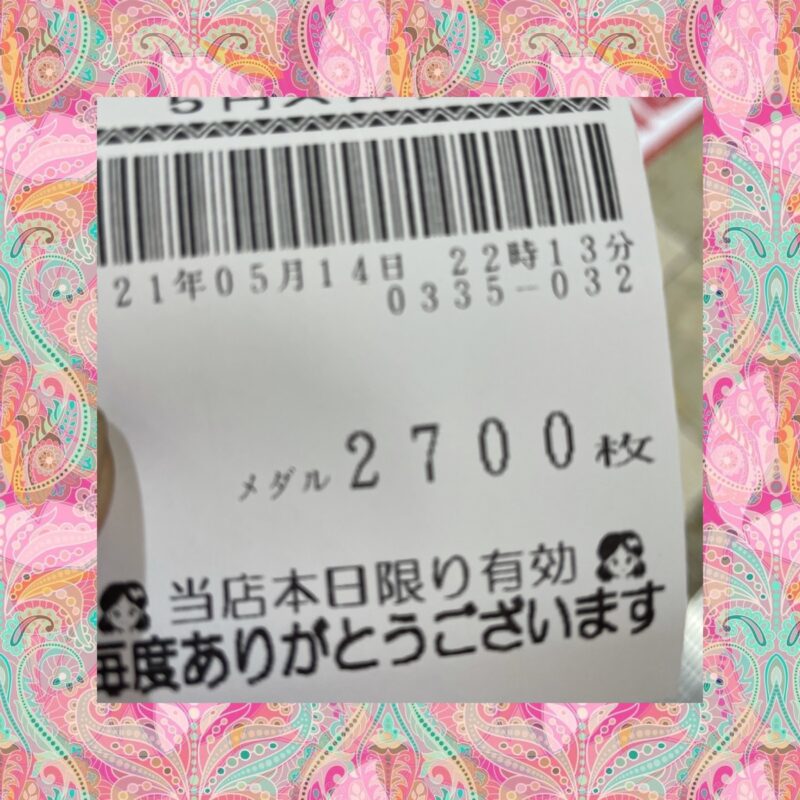 21年05月14日 22時13分
0335-032
メダル 2700枚
当店本日限り有効
毎度ありがとうございます